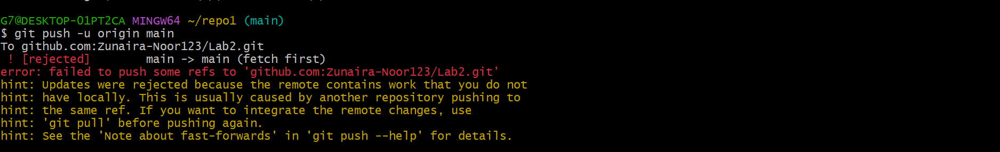 G7@DESKTOP-01PT2CA MINGW64 ~/repo1 (main)
$ git push -u origin main
To github.com:Zunaira-Noor123/Lab2.git
 ! [rejected]        main -> main (fetch first)
error: failed to push some refs to 'github.com:Zunaira-Noor123/Lab2.git'
hint: Updates were rejected because the remote contains work that you do not
hint: have locally. This is usually caused by another repository pushing to
hint: the same ref. If you want to integrate the remote changes, use
hint: 'git pull' before pushing again.
hint: See the 'Note about fast-forwards' in 'git push --help' for details.